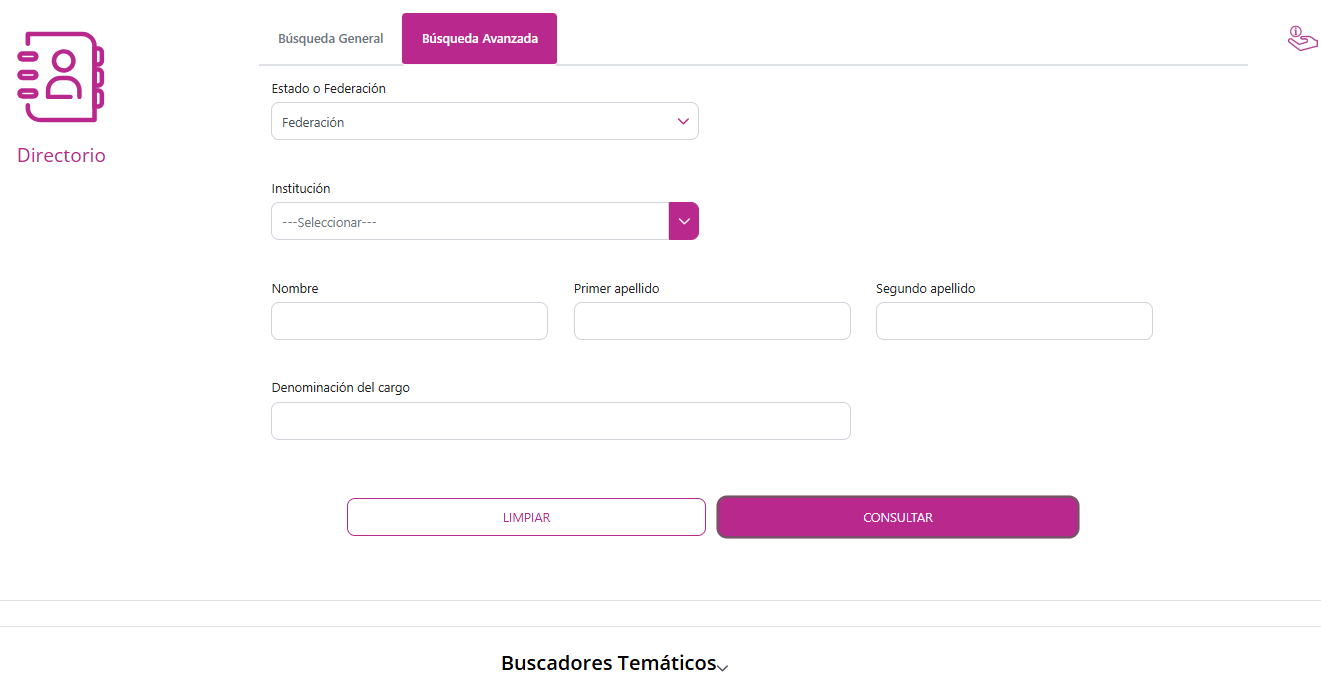 Búsqueda General
Búsqueda Avanzada
Directorio
Estado o Federación
Federación
Institución
---Seleccionar---
Nombre
Primer apellido
Segundo apellido
Denominación del cargo
LIMPIAR
CONSULTAR
Buscadores Temáticos